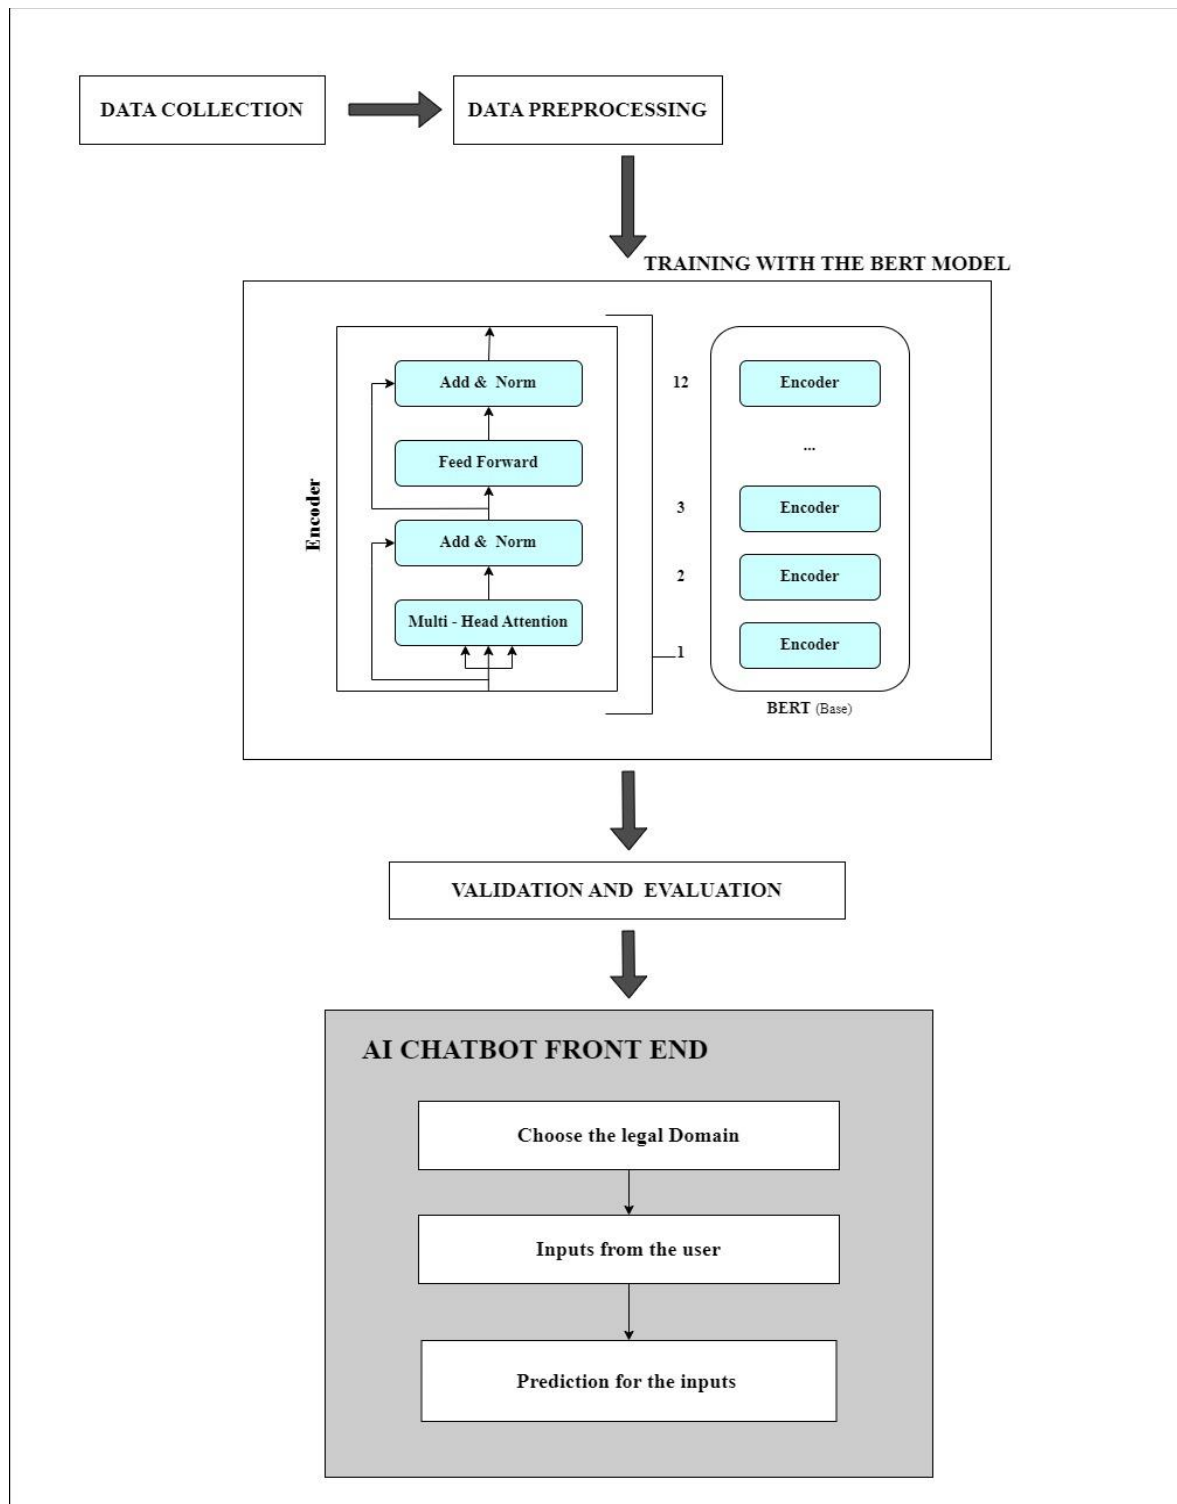 DATA COLLECTION
DATA PREPROCESSING
TRAINING WITH THE BERT MODEL
Encoder
Add & Norm
Feed Forward
Add & Norm
Multi - Head Attention
12
Encoder
...
3
Encoder
2
Encoder
1
Encoder
BERT (Base)
VALIDATION AND EVALUATION
AI CHATBOT FRONT END
Choose the legal Domain
Inputs from the user
Prediction for the inputs